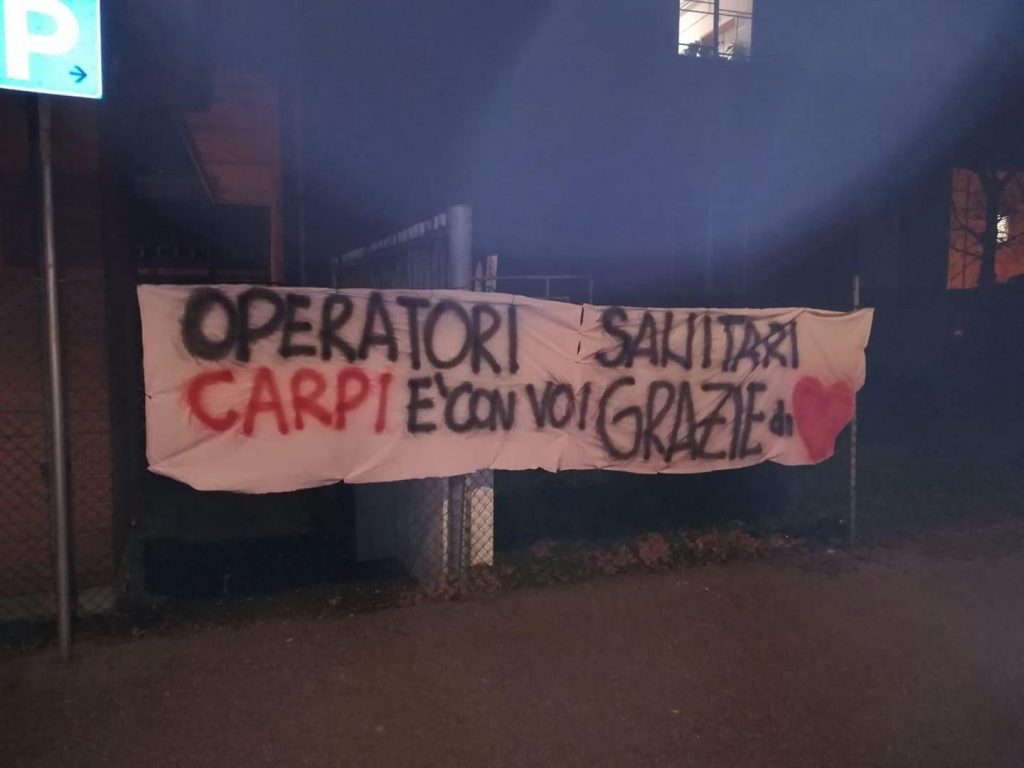 P
OPERATORI SANITARI
CARPI E' CON VOI GRAZIE di